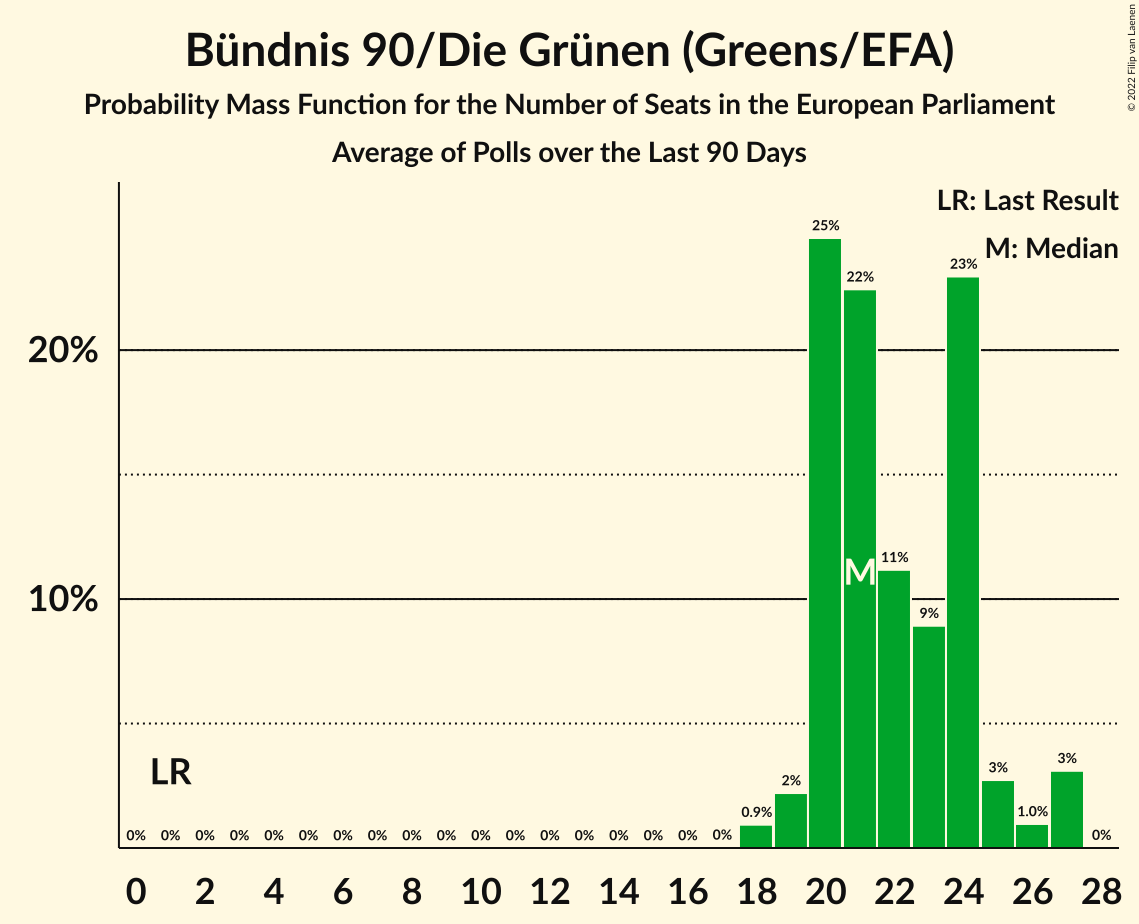 Bündnis 90/Die Grünen (Greens/EFA)
Probability Mass Function for the Number of Seats in the European Parliament
Average of Polls over the Last 90 Days
© 2022 Filip van Laenen
LR: Last Result
M: Median
25%
23%
22%
20%
11%
M
10%
9%
LR
3%
3%
2%
0.9%
1.0%
0% 0% 0% 0% 0% 0% 0% 0% 0% 0% 0% 0% 0% 0% 0% 0% 0% 0% 0%
0 2 4 6 8 10 12 14 16 18 20 22 24 26 28